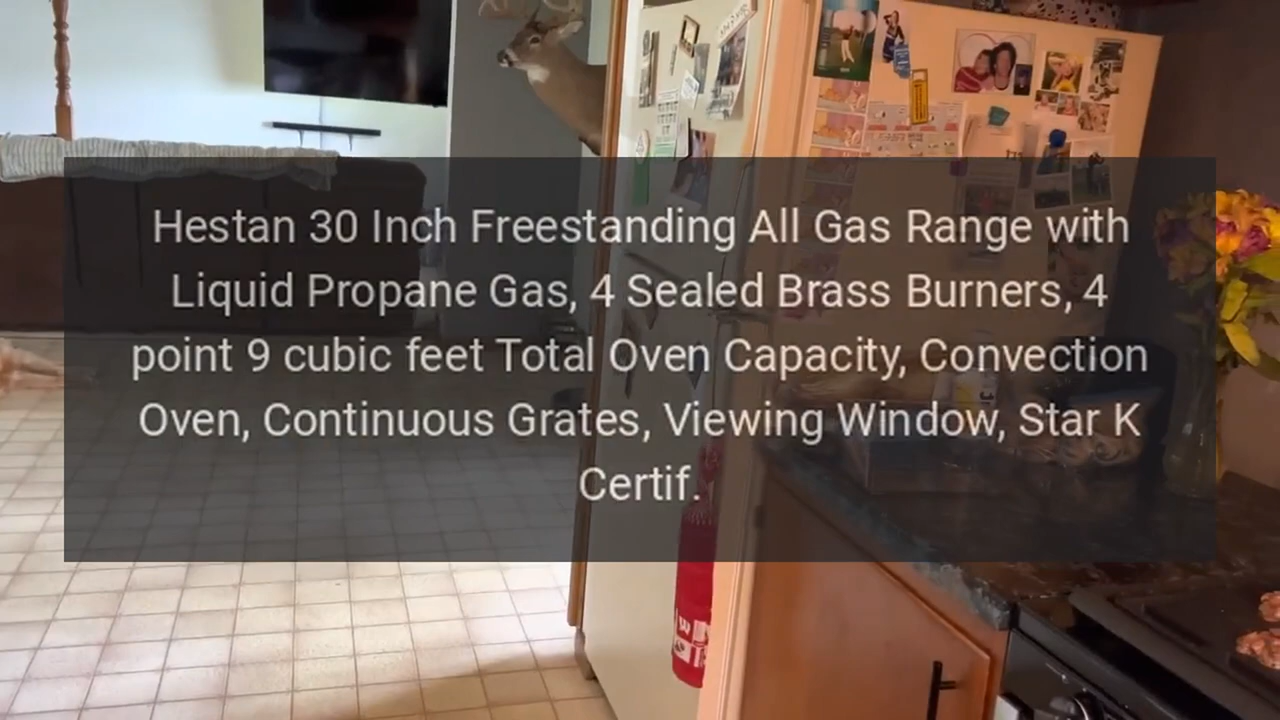 Hestan 30 Inch Freestanding All Gas Range with
Liquid Propane Gas, 4 Sealed Brass Burners, 4
point 9 cubic feet Total Oven Capacity, Convection
Oven, Continuous Grates, Viewing Window, Star K
Certif.